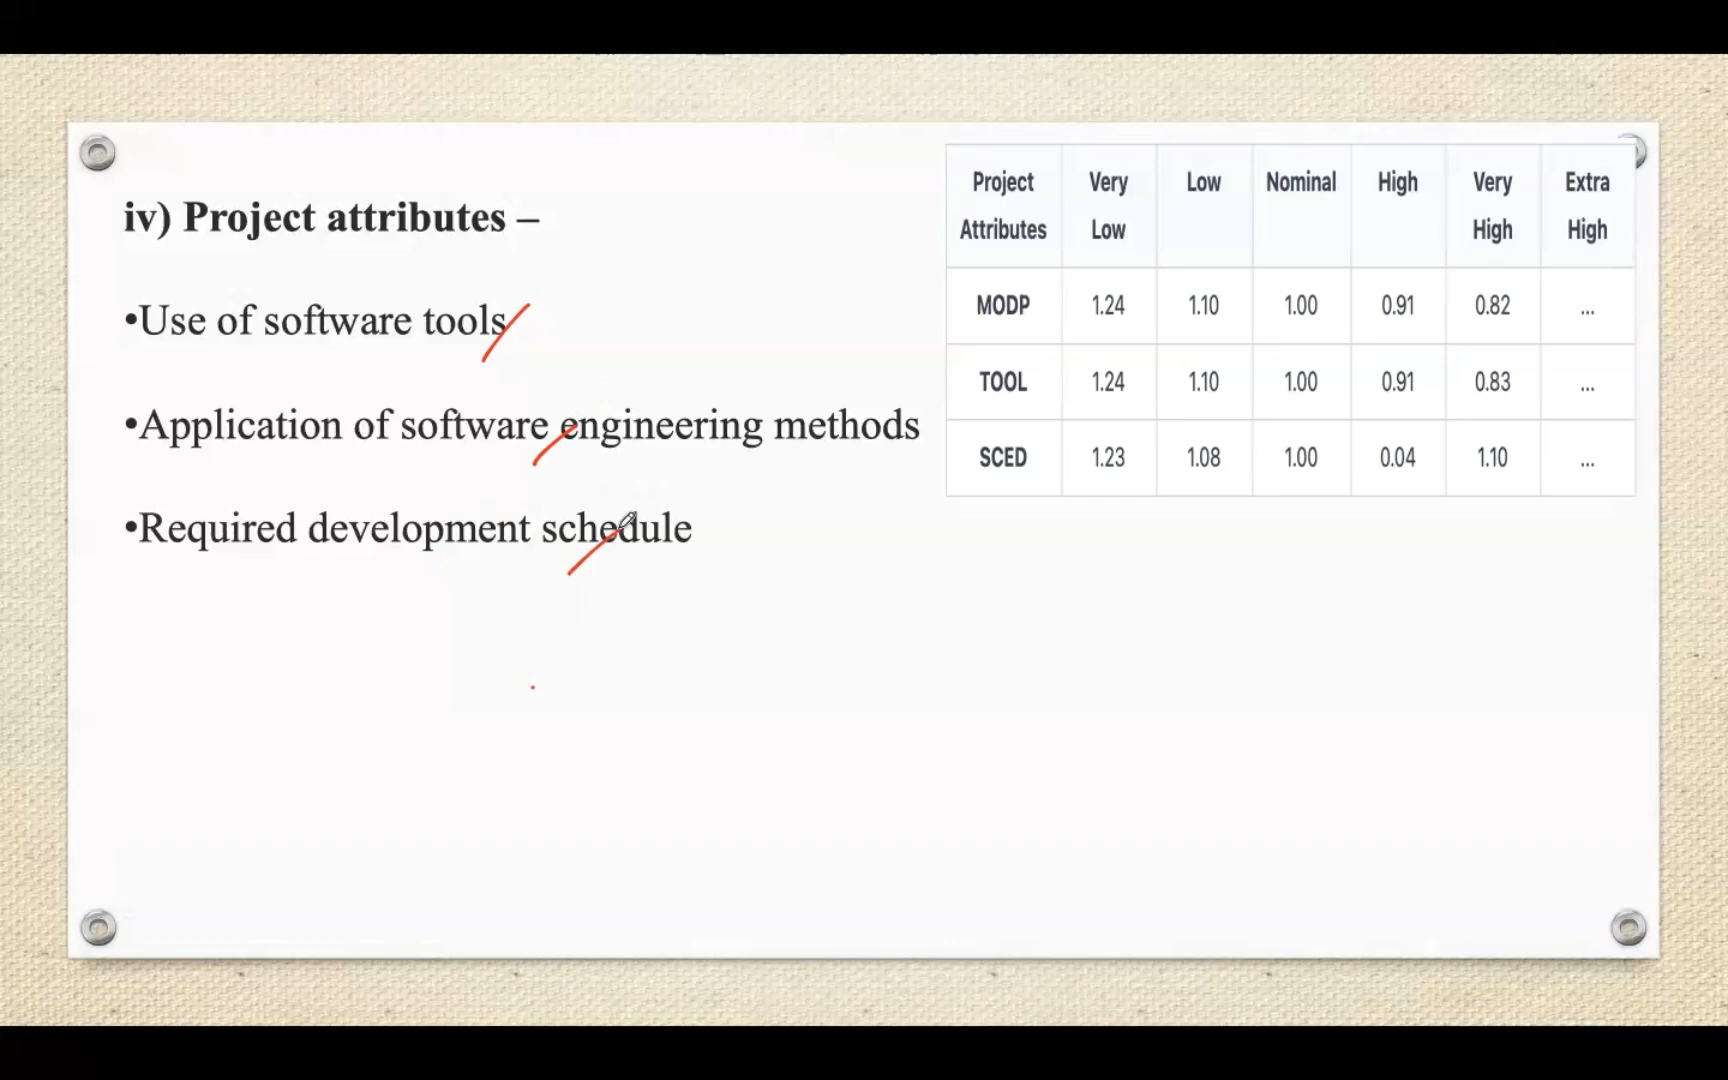 iv) Project attributes –
•Use of software tools
•Application of software engineering methods
•Required development schedule
Project Attributes Very Low Low Nominal High Very High Extra High
MODP 1.24 1.10 1.00 0.91 0.82 ...
TOOL 1.24 1.10 1.00 0.91 0.83 ...
SCED 1.23 1.08 1.00 0.04 1.10 ...